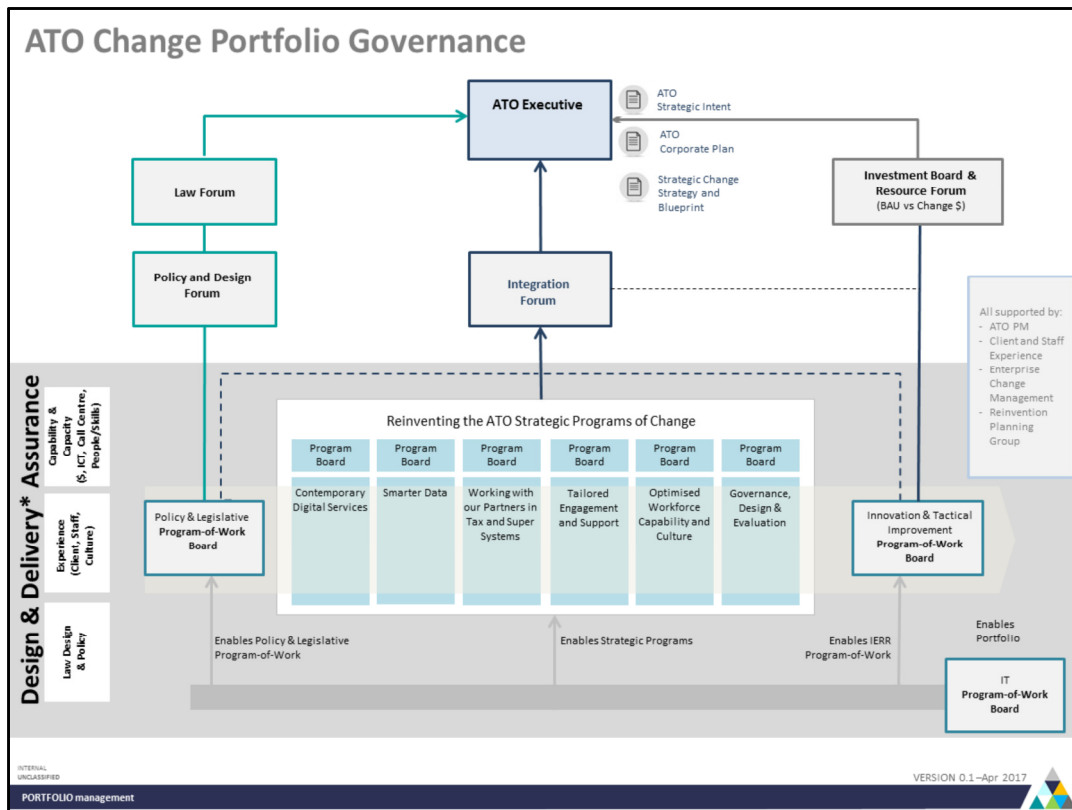 ATO Change Portfolio Governance
ATO Executive
ATO
Strategic Intent
ATO
Corporate Plan
Strategic Change
Strategy and
Blueprint
Law Forum
Investment Board &
Resource Forum
(BAU vs Change $)
Policy and Design
Forum
Integration
Forum
All supported by:
- ATO PM
- Client and Staff
Experience
- Enterprise
Change
Management
- Reinvention
Planning
Group
Design & Delivery* Assurance
Capability &
Capacity
($, ICT, Call Centre,
People/Skills)
Experience
(Client, Staff,
Culture)
Law Design
& Policy
Reinventing the ATO Strategic Programs of Change
Program
Board
Program
Board
Program
Board
Program
Board
Program
Board
Program
Board
Contemporary
Digital Services
Smarter Data
Working with
our Partners in
Tax and Super
Systems
Tailored
Engagement
and Support
Optimised
Workforce
Capability and
Culture
Governance,
Design &
Evaluation
Policy & Legislative
Program-of-Work
Board
Innovation & Tactical
Improvement
Program-of-Work
Board
Enables Policy & Legislative
Program-of-Work
Enables Strategic Programs
Enables IERR
Program-of-Work
Enables
Portfolio
IT
Program-of-Work
Board
INTERNAL
UNCLASSIFIED
VERSION 0.1–Apr 2017
PORTFOLIO management